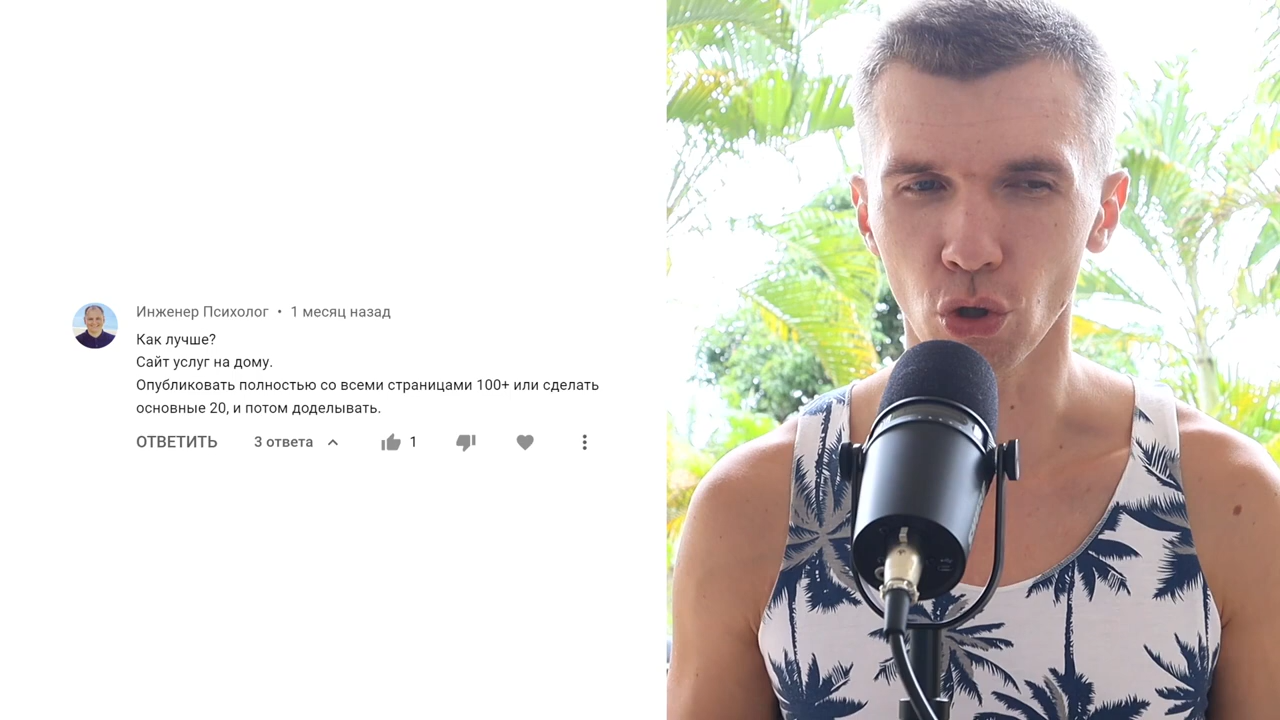 Инженер Психолог • 1 месяц назад
Как лучше?
Сайт услуг на дому.
Опубликовать полностью со всеми страницами 100+ или сделать
основные 20, и потом доделывать.
ОТВЕТИТЬ 3 ответа 1